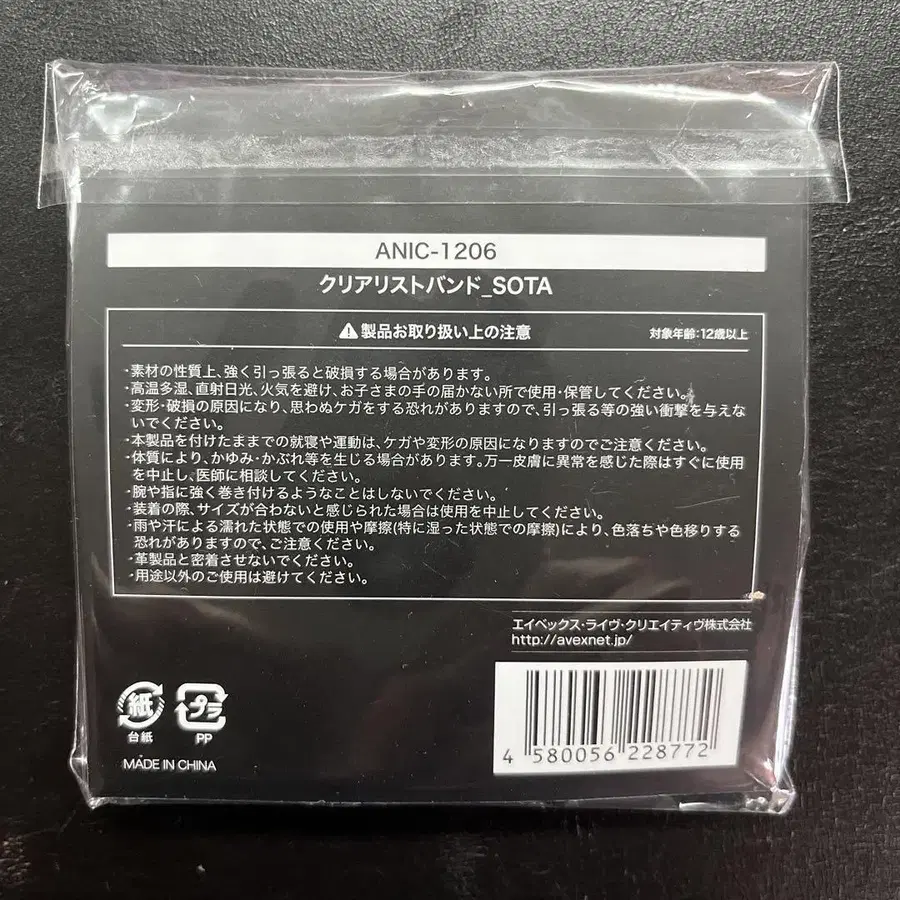 ANIC-1206
クリアリストバンド_SOTA
製品お取り扱い上の注意 対象年齢:12歳以上
・素材の性質上、強く引っ張ると破損する場合があります。
・高温多湿、直射日光、火気を避け、お子さまの手の届かない所で使用・保管してください。
・変形・破損の原因になり、思わぬケガをする恐れがありますので、引っ張る等の強い衝撃を与えな
いでください。
・本製品を付けたままでの就寝や運動は、ケガや変形の原因になりますのでご注意ください。
・体質により、かゆみ・かぶれ等を生じる場合があります。万一皮膚に異常を感じた際はすぐに使用
を中止し、医師に相談してください。
・腕や指に強く巻き付けるようなことはしないでください。
・装着の際、サイズが合わないと感じられた場合は使用を中止してください。
・雨や汗による濡れた状態での使用や摩擦(特に湿った状態での摩擦)により、色落ちや色移りする
恐れがありますので、ご注意ください。
・革製品と密着させないでください。
・用途以外のご使用は避けてください。
エイベックス・ライヴ・クリエイティヴ株式会社
http://avexnet.jp/
紙 プラ
台紙 PP
MADE IN CHINA
4 580056 228772